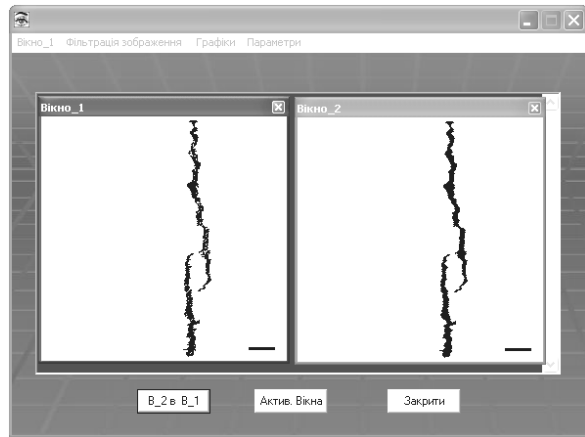 Вікно_1 Фільтрація зображення Графіки Параметри
Вікно_1 Вікно_2
В_2 в В_1 Актив. Вікна Закрити